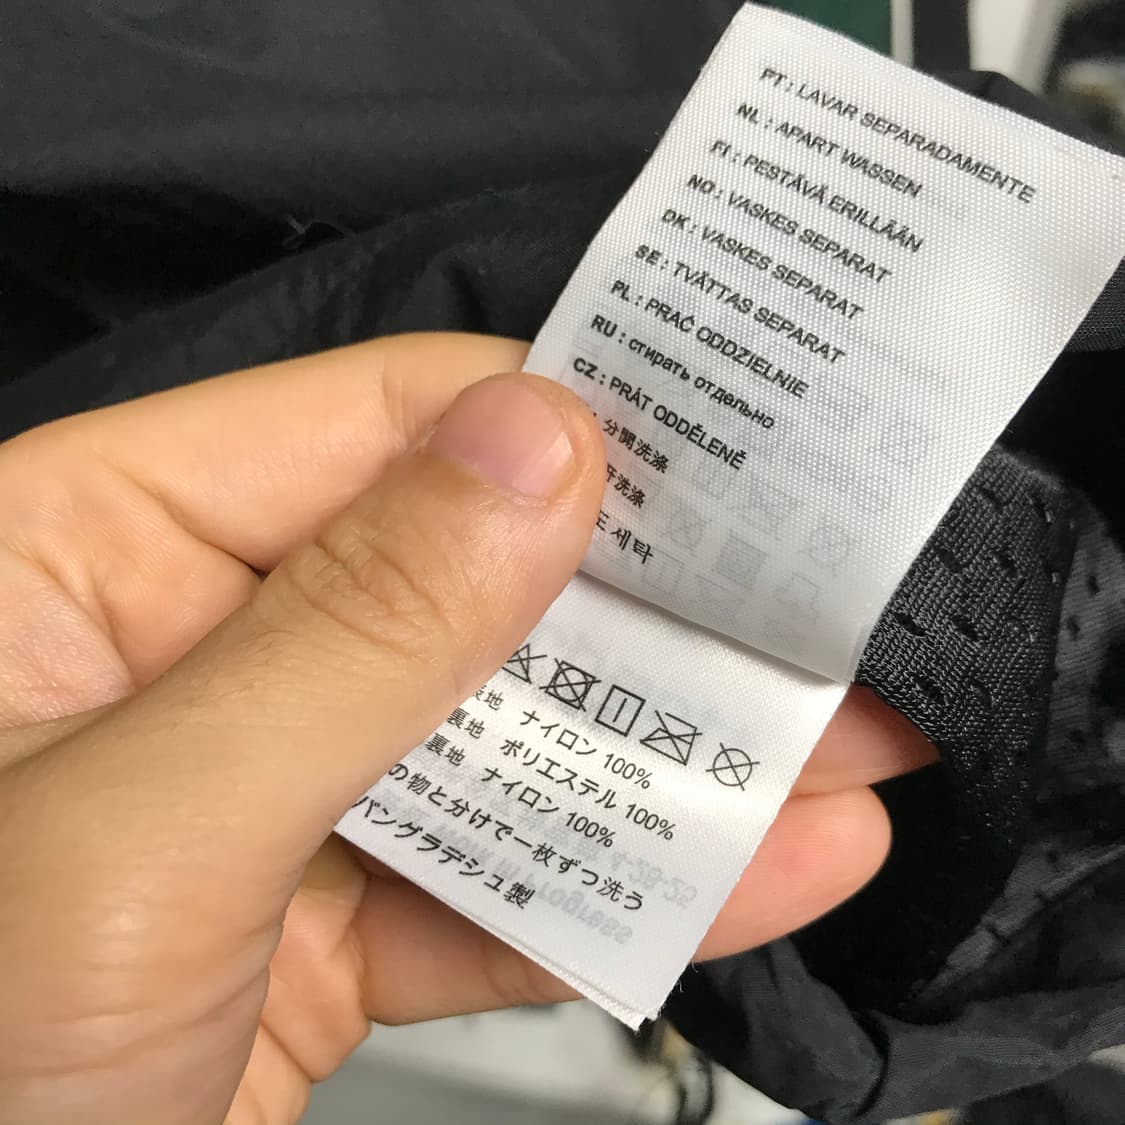 PT : LAVAR SEPARADAMENTE
NL : APART WASSEN
FI : PESTÄVÄ ERILLÄÄN
NO : VASKES SEPARAT
DK : VASKES SEPARAT
SE : TVÄTTAS SEPARAT
PL : PRAĆ ODDZIELNIE
RU : стирать отдельно
CZ : PRÁT ODDĚLENĚ
分開洗涤
开洗涤
도 세탁
表地 ナイロン 100%
裏地 ポリエステル 100%
裏地 ナイロン 100%
の物と分けで一枚ずつ洗う
バングラデシュ製